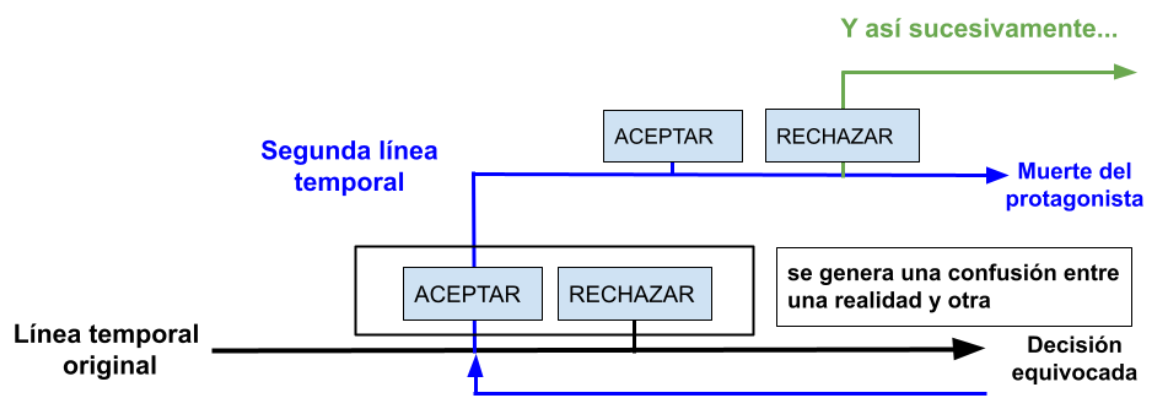 Y así sucesivamente...
ACEPTAR
RECHAZAR
Segunda línea
temporal
Muerte del
protagonista
ACEPTAR
RECHAZAR
se genera una confusión entre
una realidad y otra
Línea temporal
original
Decisión
equivocada